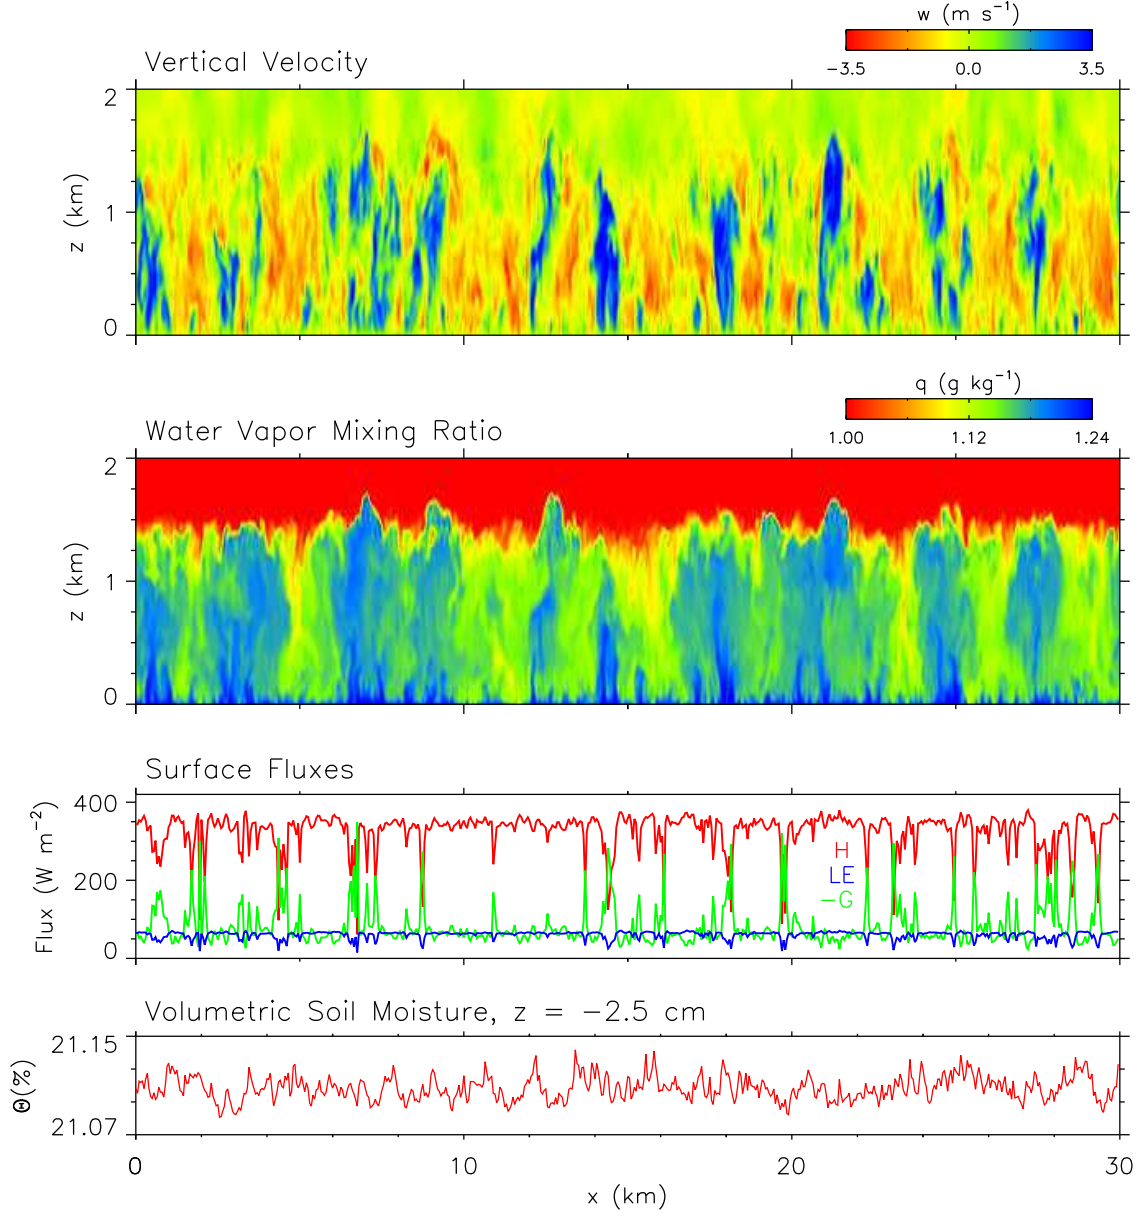 w (m s⁻¹)
Vertical Velocity
−3.5 0.0 3.5
2
1
0
z (km)
q (g kg⁻¹)
Water Vapor Mixing Ratio
1.00 1.12 1.24
2
1
0
z (km)
Surface Fluxes
400
200
0
Flux (W m⁻²)
H
LE
−G
Volumetric Soil Moisture, z = −2.5 cm
21.15
21.07
Θ(%)
0 10 20 30
x (km)